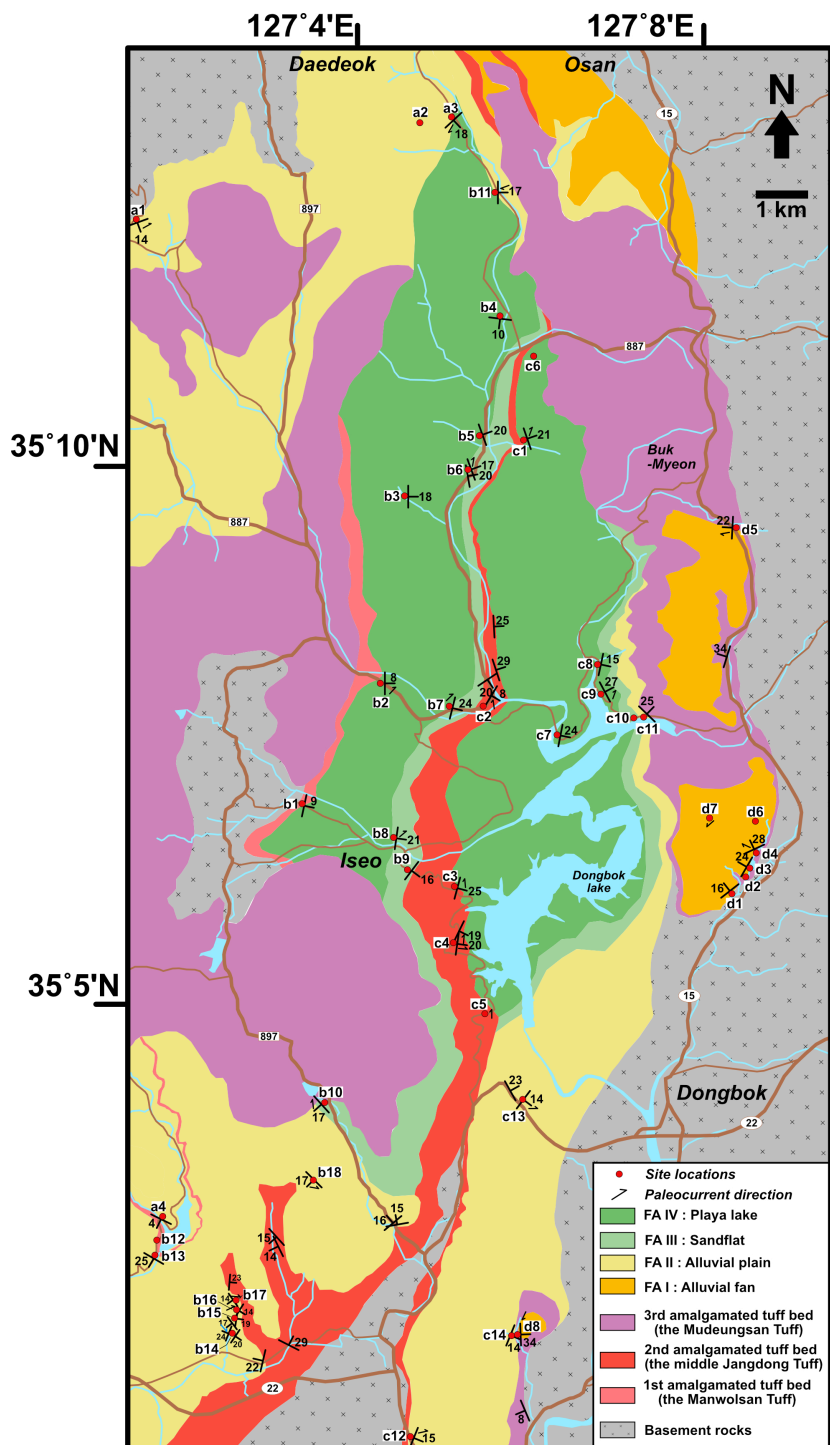 127˚4'E
127˚8'E
Daedeok
Osan
N
a2
a3
18
15
1 km
b11
17
a1
14
897
b4
10
887
c6
35˚10'N
b5
20
c1
21
Buk
-Myeon
b6
17
20
b3
18
887
22
d5
25
34
c8
15
29
b2
8
c9
27
20
8
b7
24
c2
c10
25
c11
c7
24
b1
9
d7
d6
b8
21
28
d4
Iseo
b9
16
24
d3
Dongbok
lake
c3
25
16
d2
d1
c4
19
20
35˚5'N
c5
15
897
23
b10
17
14
c13
Dongbok
22
b18
17
15
16
a4
4
b12
25
b13
15
14
23
b16
14
b17
b15
14
17
19
24
20
b14
29
22
22
d8
c14
14
34
8
c12
15
Site locations
Paleocurrent direction
FA IV : Playa lake
FA III : Sandflat
FA II : Alluvial plain
FA I : Alluvial fan
3rd amalgamated tuff bed
(the Mudeungsan Tuff)
2nd amalgamated tuff bed
(the middle Jangdong Tuff)
1st amalgamated tuff bed
(the Manwolsan Tuff)
Basement rocks